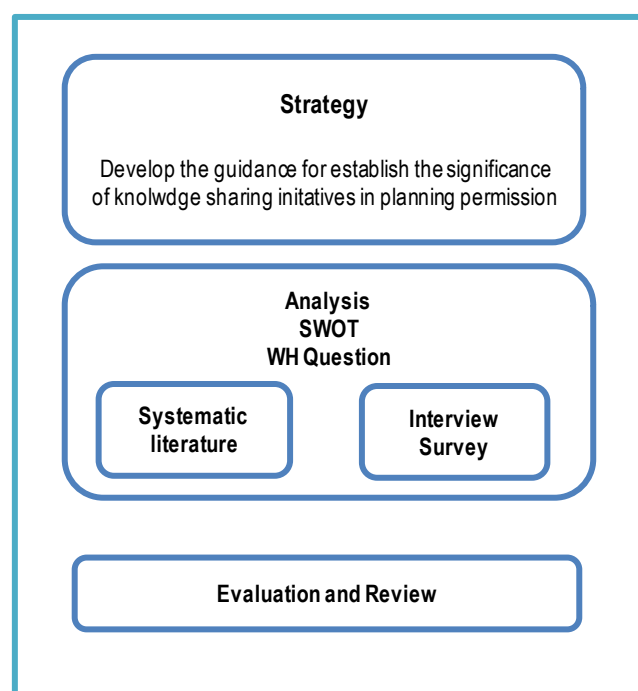 Strategy
Develop the guidance for establish the significance
of knolwdge sharing initatives in planning permission
Analysis
SWOT
WH Question
Systematic
literature
Interview
Survey
Evaluation and Review